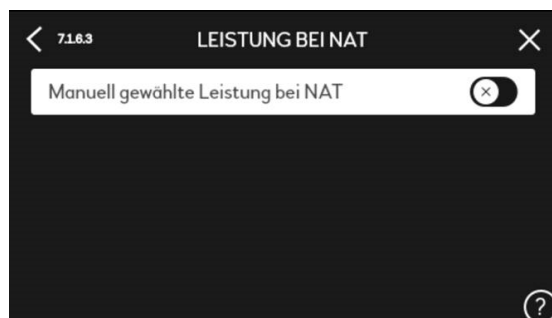 7.1.6.3 LEISTUNG BEI NAT
Manuell gewählte Leistung bei NAT
?